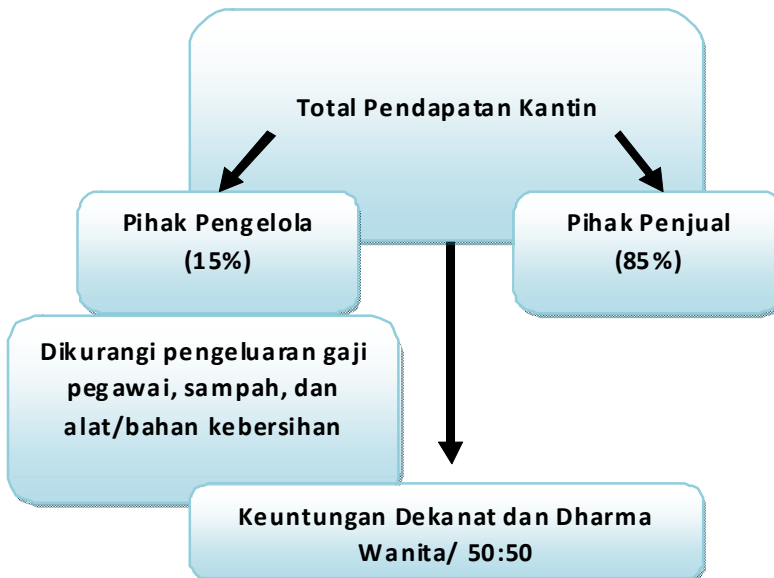 Total Pendapatan Kantin
Pihak Pengelola
(15%)
Pihak Penjual
(85%)
Dikurangi pengeluaran gaji
pegawai, sampah, dan
alat/bahan kebersihan
Keuntungan Dekanat dan Dharma
Wanita/ 50:50